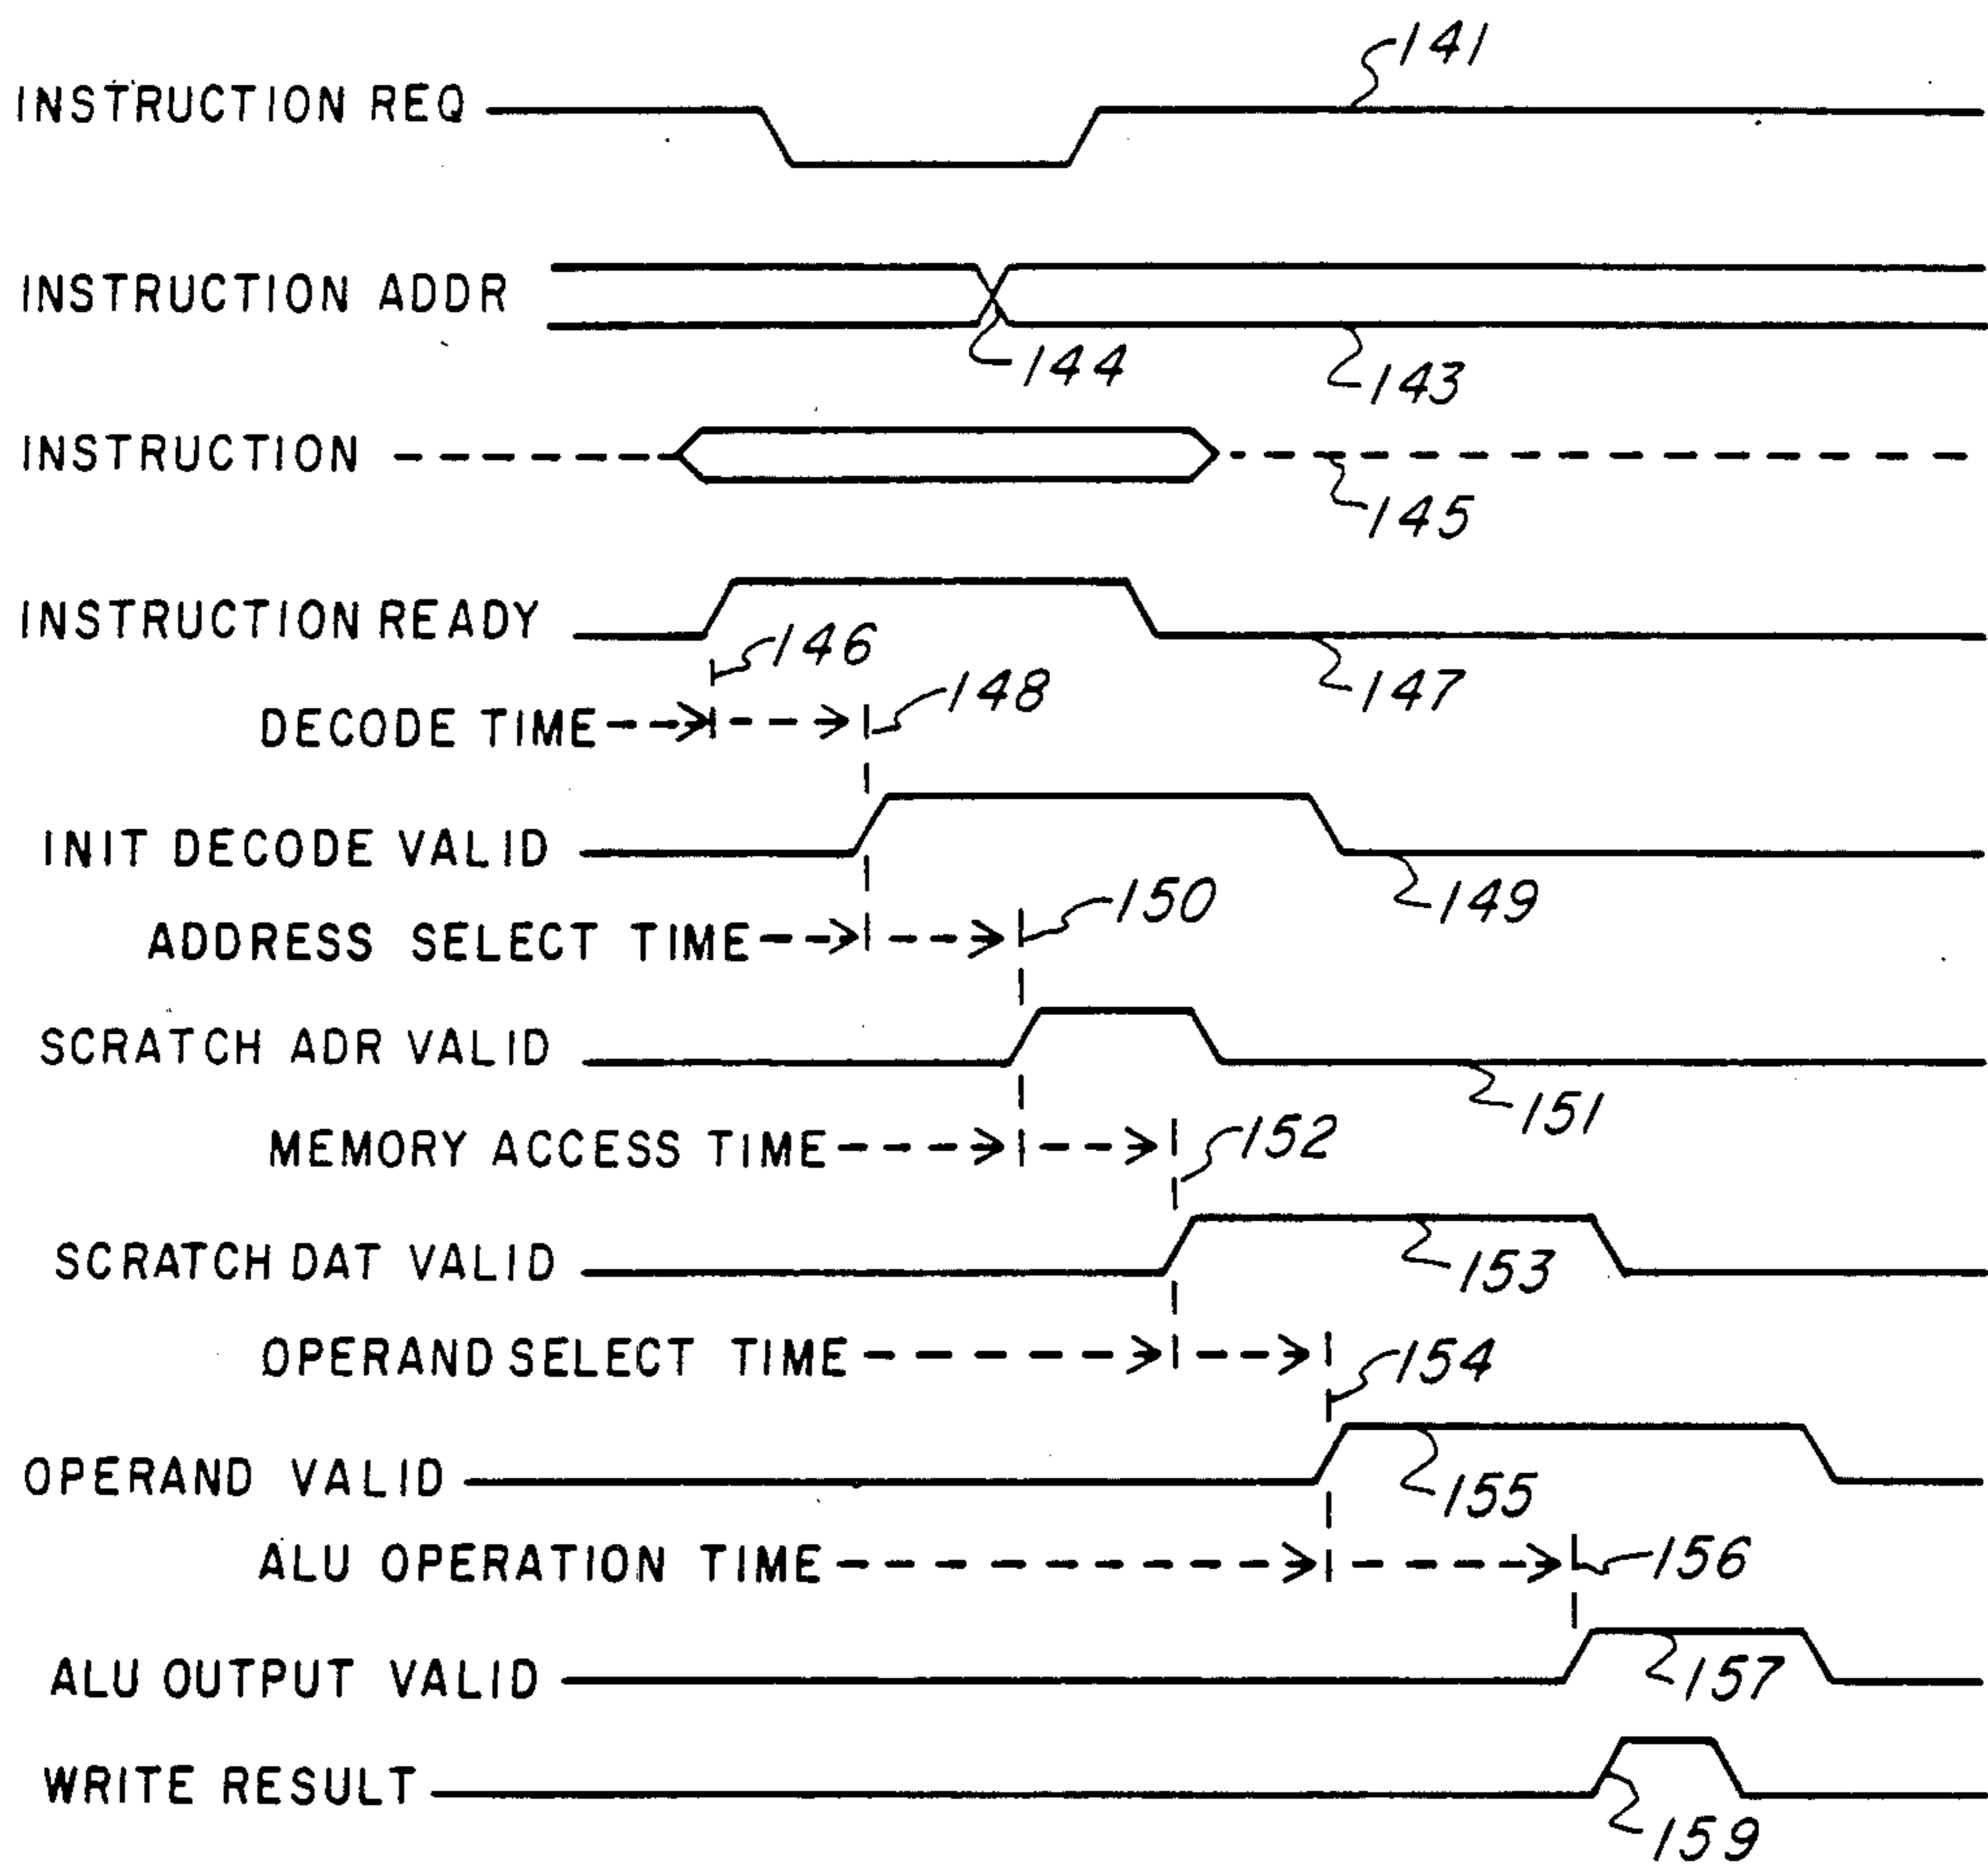 141
INSTRUCTION REQ
INSTRUCTION ADDR
144
143
INSTRUCTION
145
INSTRUCTION READY
146
147
148
DECODE TIME
INIT DECODE VALID
149
150
ADDRESS SELECT TIME
SCRATCH ADR VALID
151
MEMORY ACCESS TIME
152
SCRATCH DAT VALID
153
OPERAND SELECT TIME
154
OPERAND VALID
155
ALU OPERATION TIME
156
ALU OUTPUT VALID
157
WRITE RESULT
159